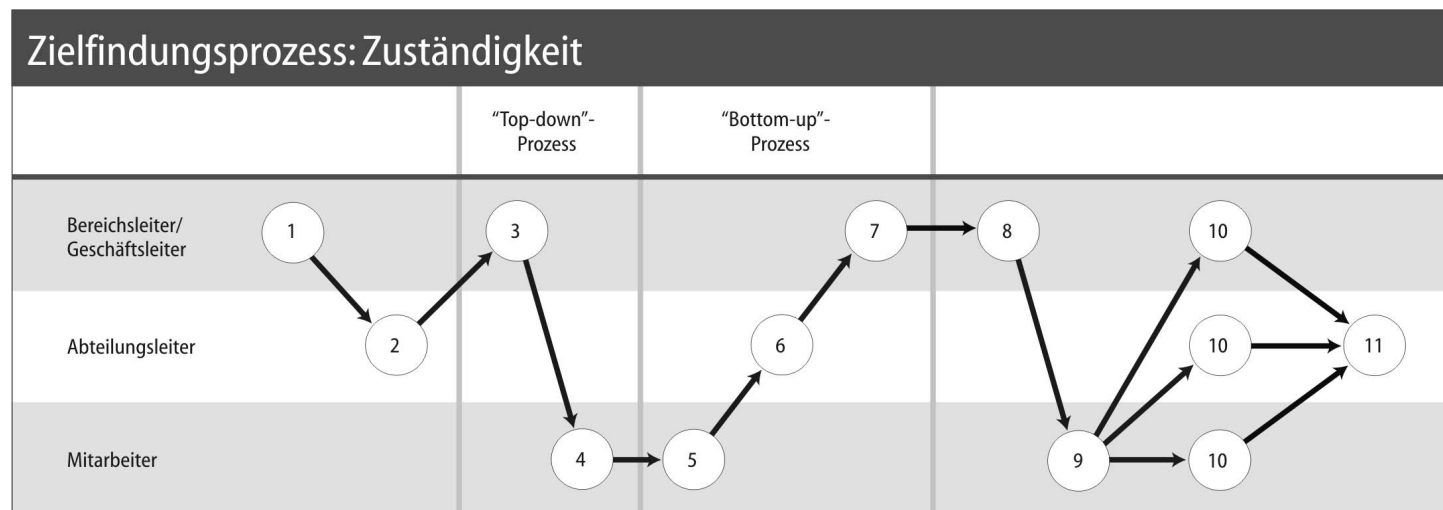 Zielfindungsprozess: Zuständigkeit
“Top-down”-
Prozess
“Bottom-up”-
Prozess
Bereichsleiter/
Geschäftsleiter
1
3
7
8
10
Abteilungsleiter
2
6
10
11
Mitarbeiter
4
5
9
10